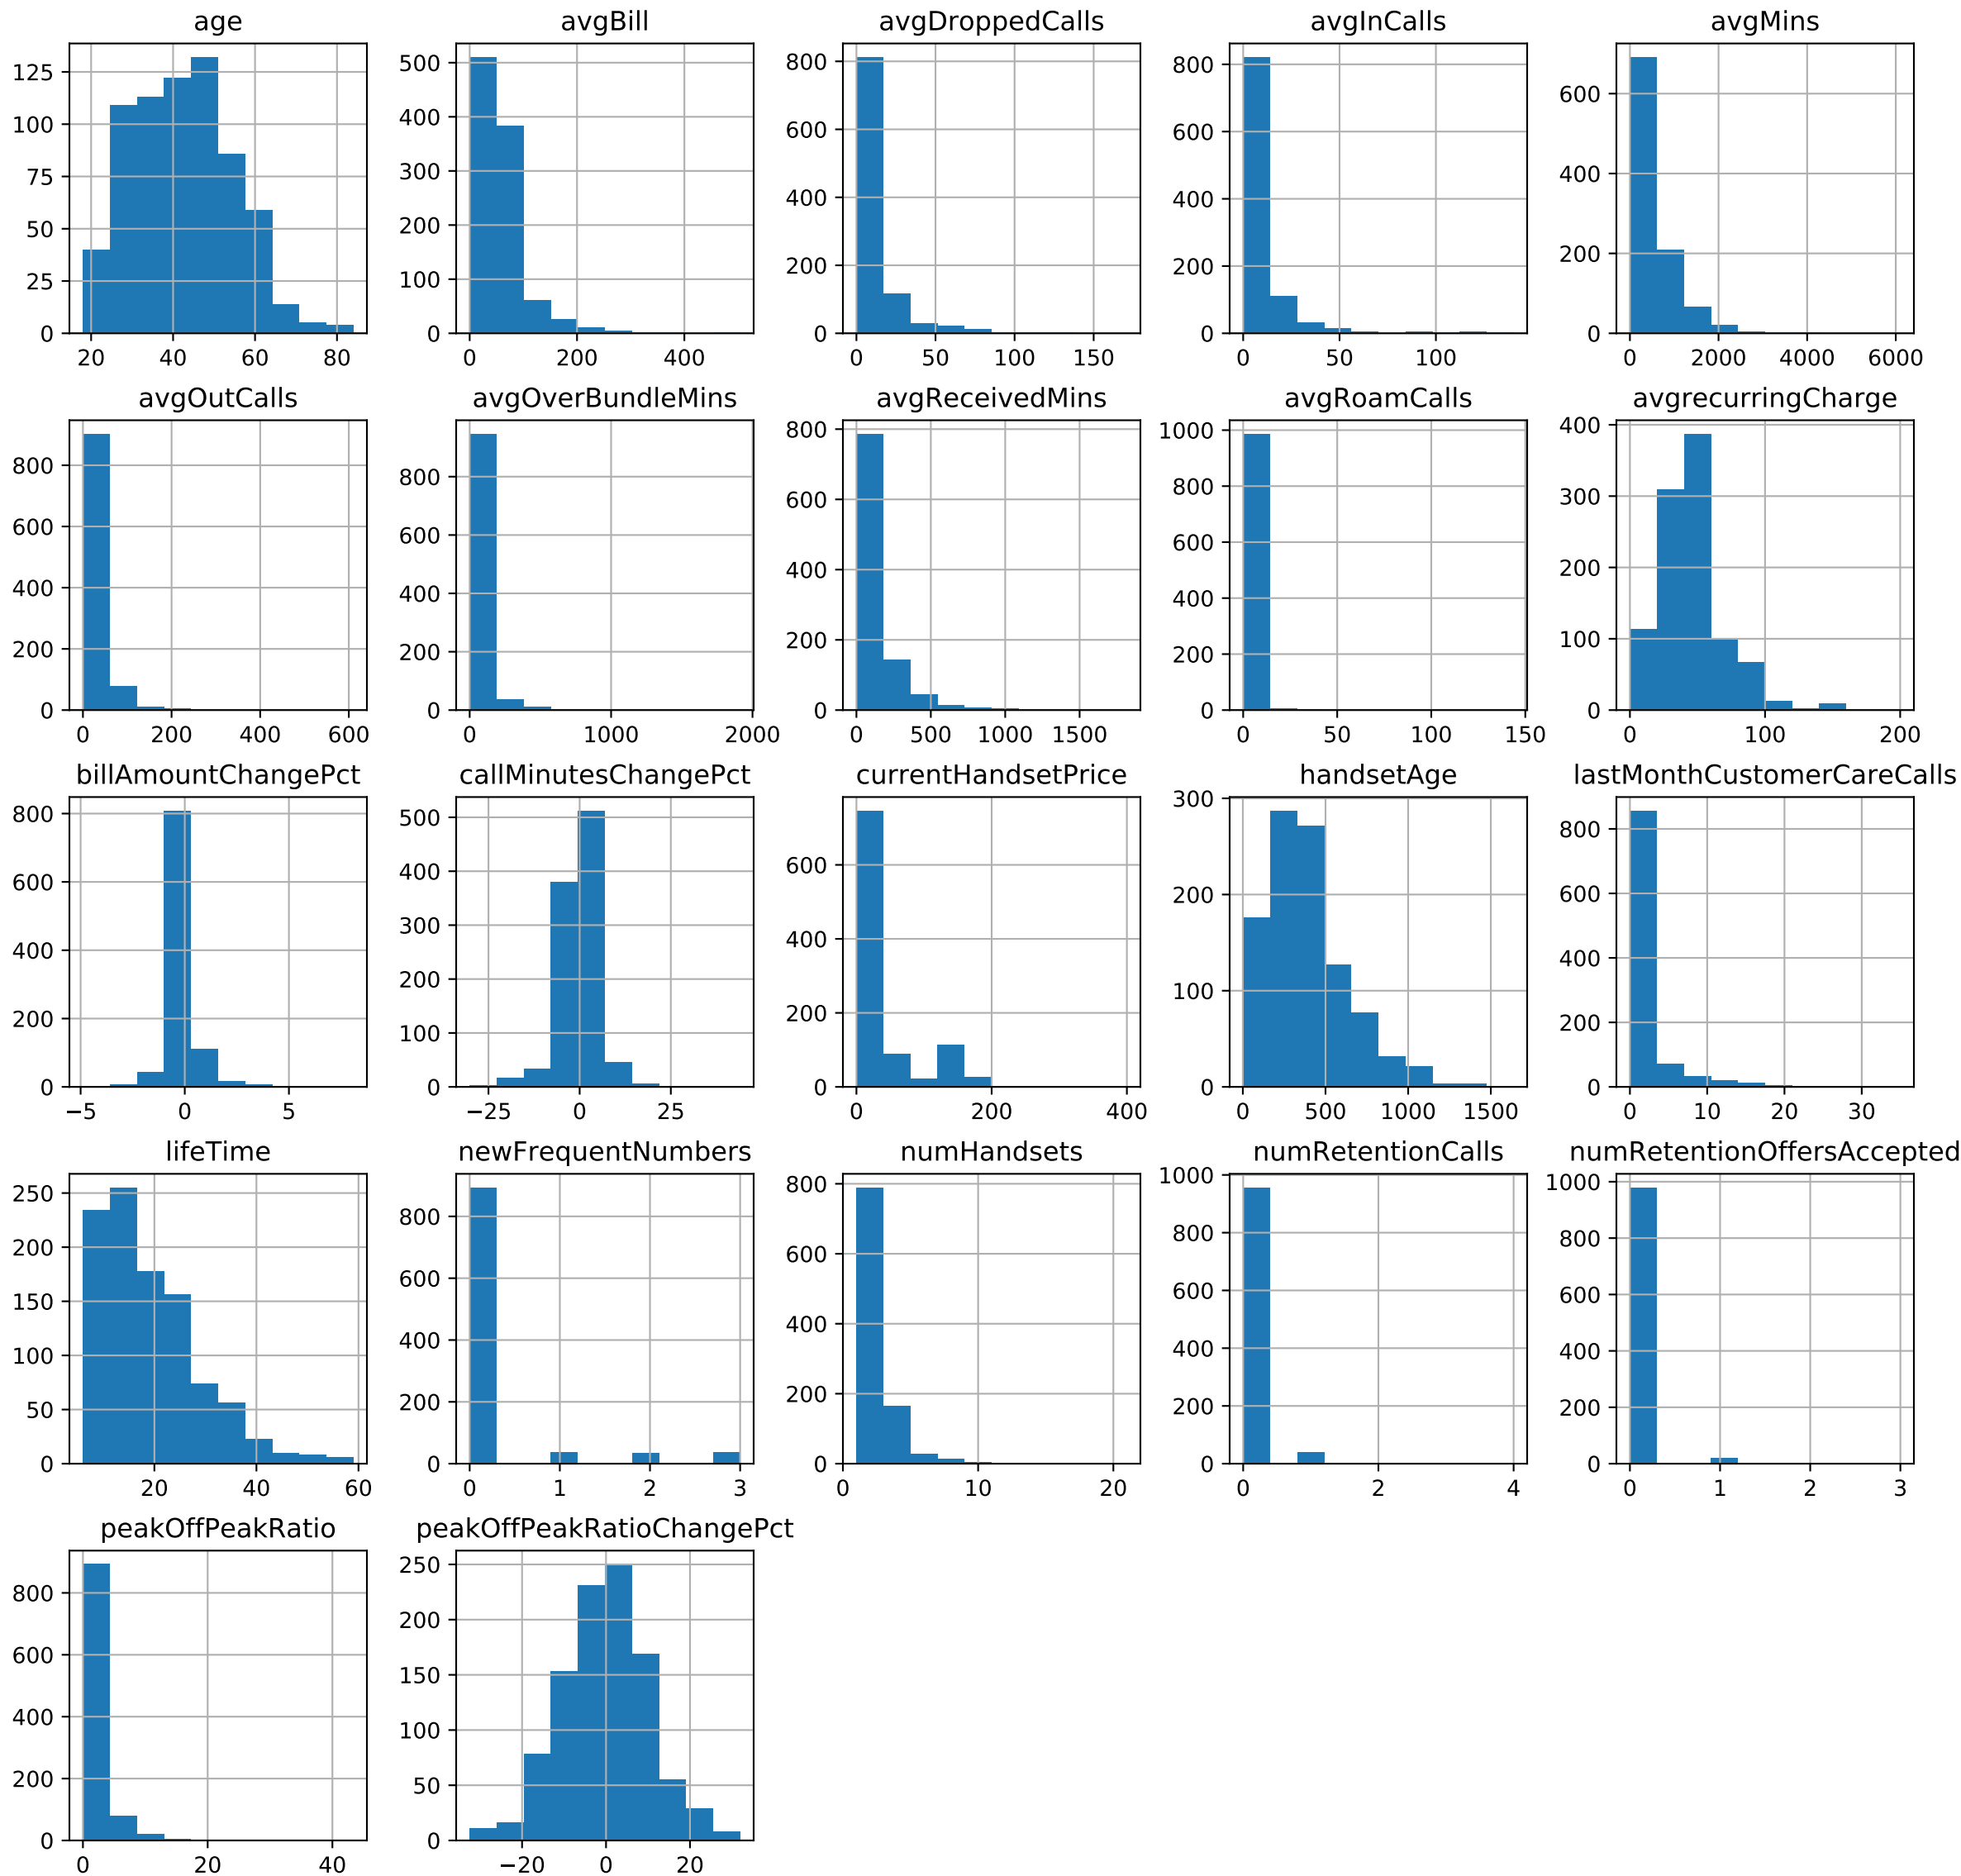 age avgBill avgDroppedCalls avgInCalls avgMins
125 500 800 800 600
100 400 600 600 400
75 300 400 400 200
50 200 200 200 0
25 100 0 0
0 0
20 40 60 80 0 200 400 0 50 100 150 0 50 100 0 2000 4000 6000
avgOutCalls avgOverBundleMins avgReceivedMins avgRoamCalls avgrecurringCharge
800 800 800 1000 400
600 600 600 800 300
400 400 400 600 200
200 200 200 400 100
0 0 0 200 0
0
0 200 400 600 0 1000 2000 0 500 1000 1500 0 50 100 150 0 100 200
billAmountChangePct callMinutesChangePct currentHandsetPrice handsetAge lastMonthCustomerCareCalls
800 500 600 300 800
600 400 400 200 600
400 300 200 100 400
200 200 0 0 200
0 100 0
0
−5 0 5 −25 0 25 0 200 400 0 500 1000 1500 0 10 20 30
lifeTime newFrequentNumbers numHandsets numRetentionCalls numRetentionOffersAccepted
250 800 800 1000 1000
200 600 600 800 800
150 400 400 600 600
100 200 200 400 400
50 0 0 200 200
0 0 0
20 40 60 0 1 2 3 0 10 20 0 2 4 0 1 2 3
peakOffPeakRatio peakOffPeakRatioChangePct
800 250
600 200
400 150
200 100
0 50
0
0 20 40 −20 0 20